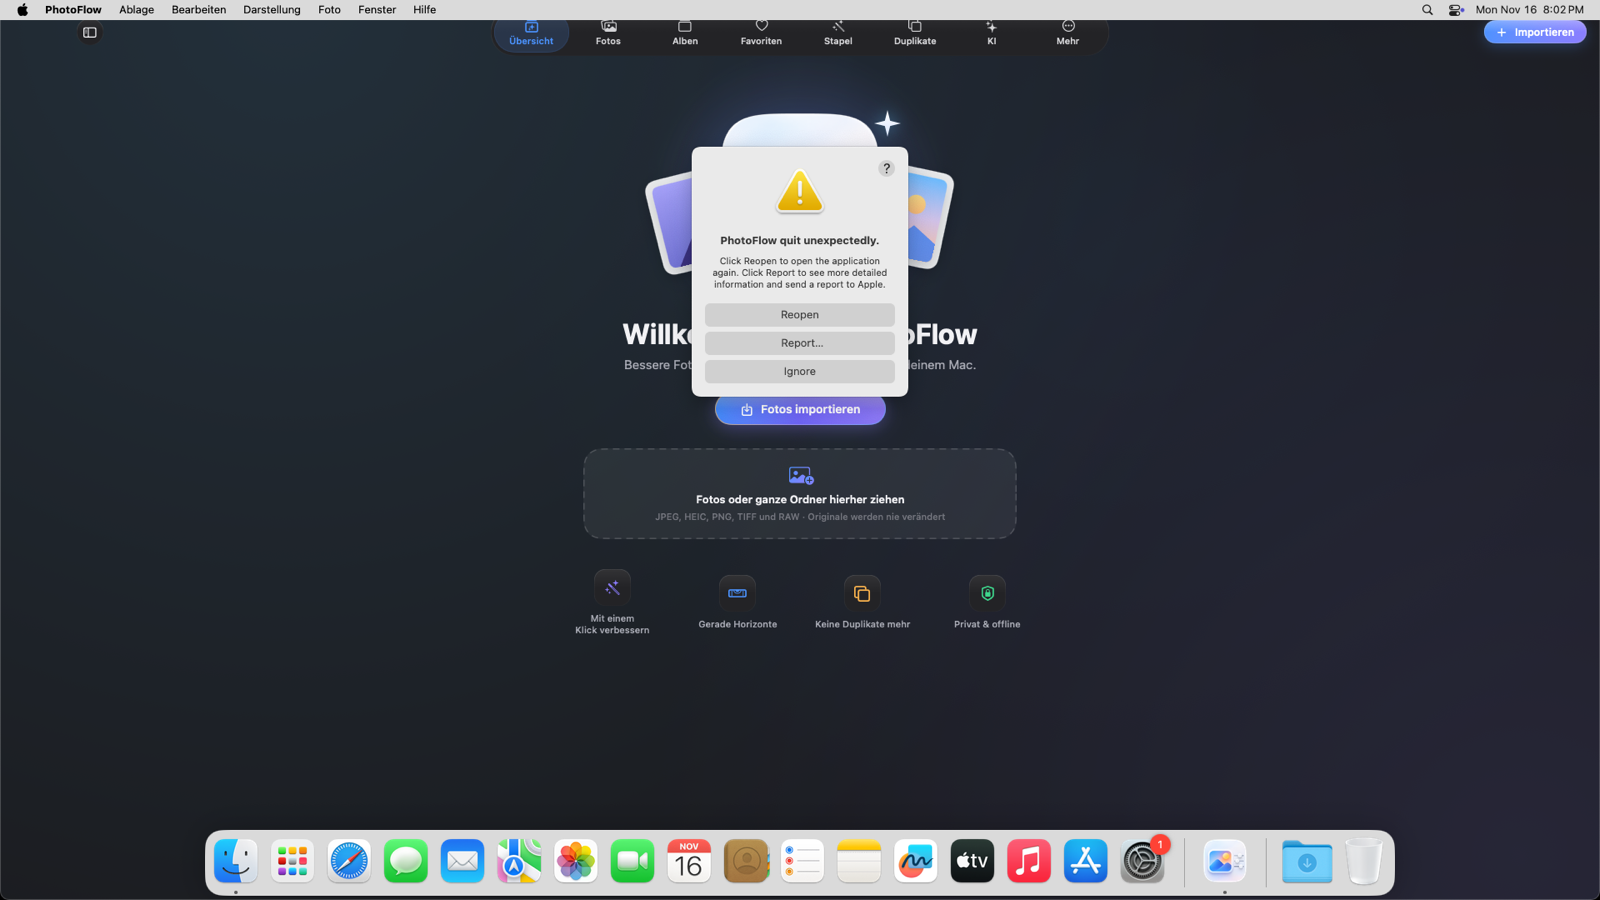 PhotoFlow Ablage Bearbeiten Darstellung Foto Fenster Hilfe Mon Nov 16 8:02 PM
Übersicht Fotos Alben Favoriten Stapel Duplikate KI Mehr
+ Importieren
?
PhotoFlow quit unexpectedly.
Click Reopen to open the application
again. Click Report to see more detailed
information and send a report to Apple.
Reopen
Report...
Ignore
Willk oFlow
Bessere Fot einem Mac.
Fotos importieren
Fotos oder ganze Ordner hierher ziehen
JPEG, HEIC, PNG, TIFF und RAW · Originale werden nie verändert
Mit einem
Klick verbessern
Gerade Horizonte
Keine Duplikate mehr
Privat & offline
NOV
16
tv
1